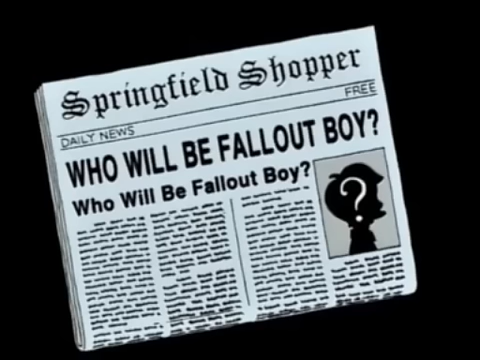 Springfield Shopper
DAILY NEWS FREE
WHO WILL BE FALLOUT BOY?
Who Will Be Fallout Boy?
?